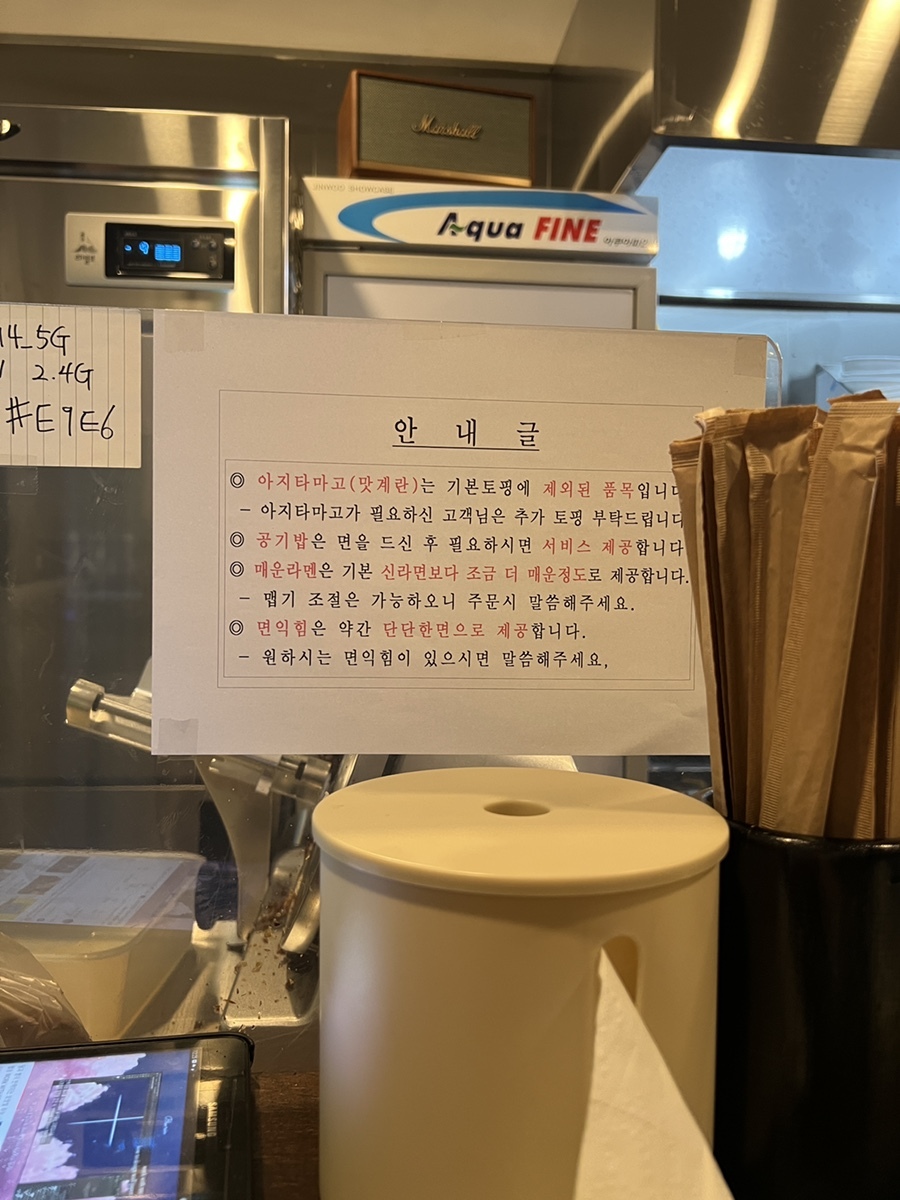 Marshall
JINWOO SHOWCASE
Aqua FINE
14_5G
2.4G
#E9E6
안 내 글
◎ 아지타마고(맛계란)는 기본토핑에 제외된 품목입니다
- 아지타마고가 필요하신 고객님은 추가 토핑 부탁드립니다
◎ 공기밥은 면을 드신 후 필요하시면 서비스 제공합니다
◎ 매운라멘은 기본 신라면보다 조금 더 매운정도로 제공합니다.
- 맵기 조절은 가능하오니 주문시 말씀해주세요.
◎ 면익힘은 약간 단단한면으로 제공합니다.
- 원하시는 면익힘이 있으시면 말씀해주세요,